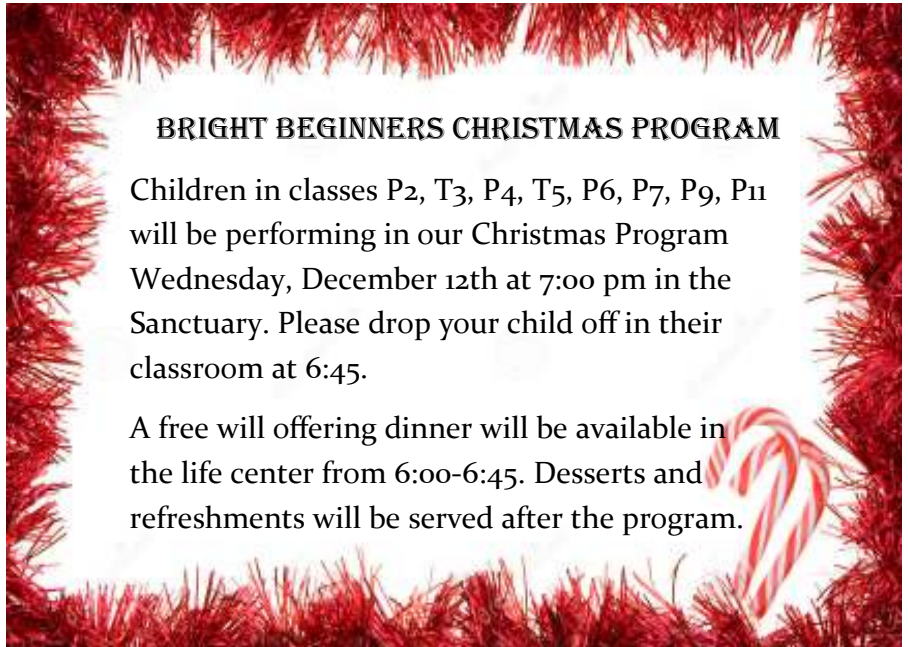 BRIGHT BEGINNERS CHRISTMAS PROGRAM
Children in classes P2, T3, P4, T5, P6, P7, P9, P11
will be performing in our Christmas Program
Wednesday, December 12th at 7:00 pm in the
Sanctuary. Please drop your child off in their
classroom at 6:45.
A free will offering dinner will be available in
the life center from 6:00-6:45. Desserts and
refreshments will be served after the program.